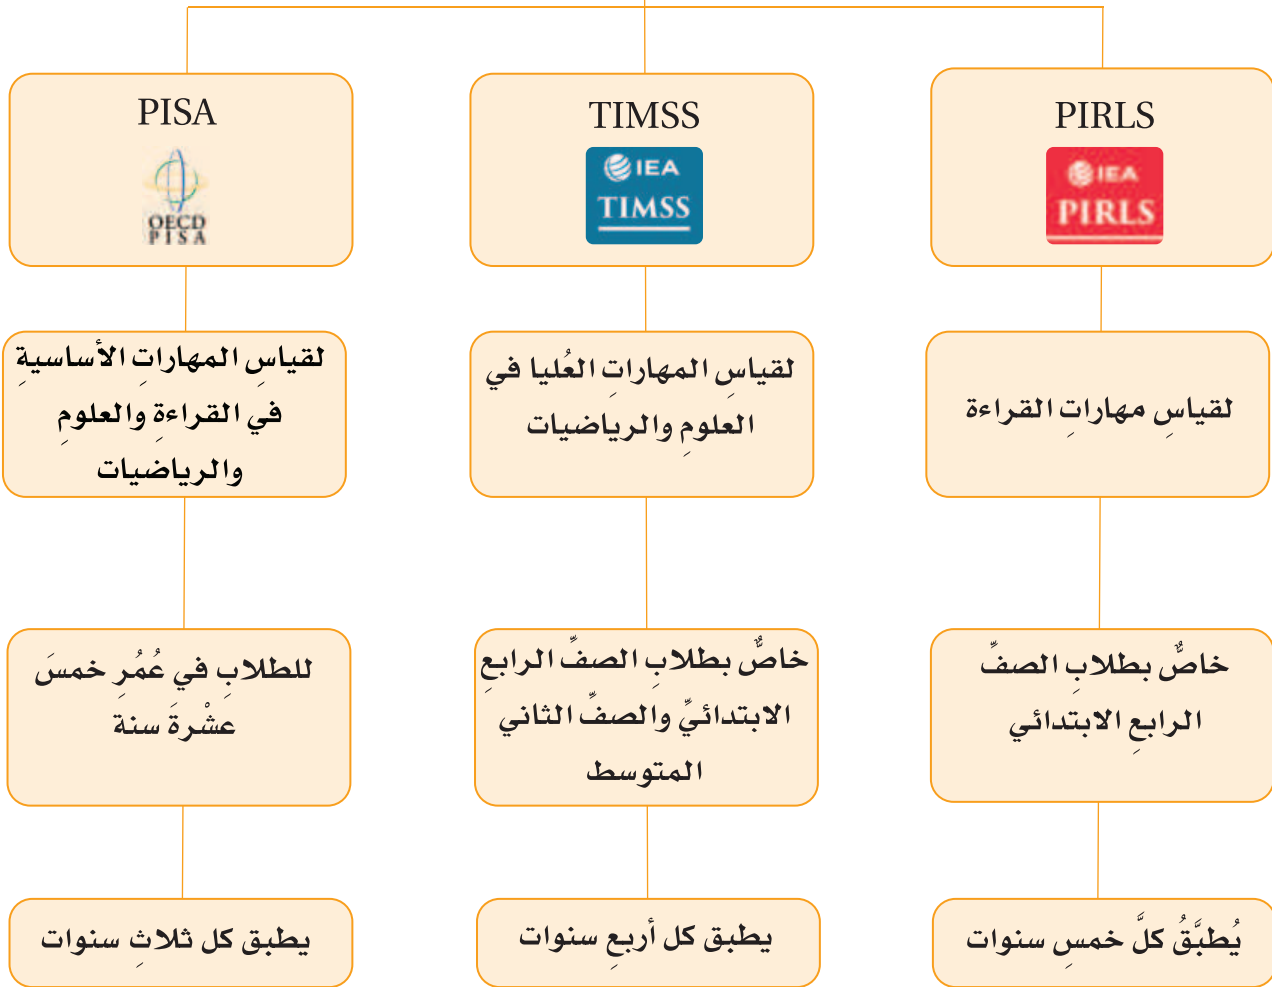 PIRLS
IEA
PIRLS
لقياسِ مهاراتِ القراءة
خاصٌّ بطلابِ الصفِّ
الرابعِ الابتدائي
يُطبَّقُ كلَّ خمسِ سنوات
TIMSS
IEA
TIMSS
لقياسِ المهاراتِ العُليا في
العلومِ والرياضيات
خاصٌّ بطلابِ الصفِّ الرابعِ
الابتدائيِّ والصفِّ الثاني
المتوسط
يطبق كل أربعِ سنوات
PISA
OECD
PISA
لقياسِ المهاراتِ الأساسيةِ
في القراءةِ والعلومِ
والرياضيات
للطلابِ في عُمُرِ خمسَ
عشْرةَ سنة
يطبق كل ثلاثِ سنوات